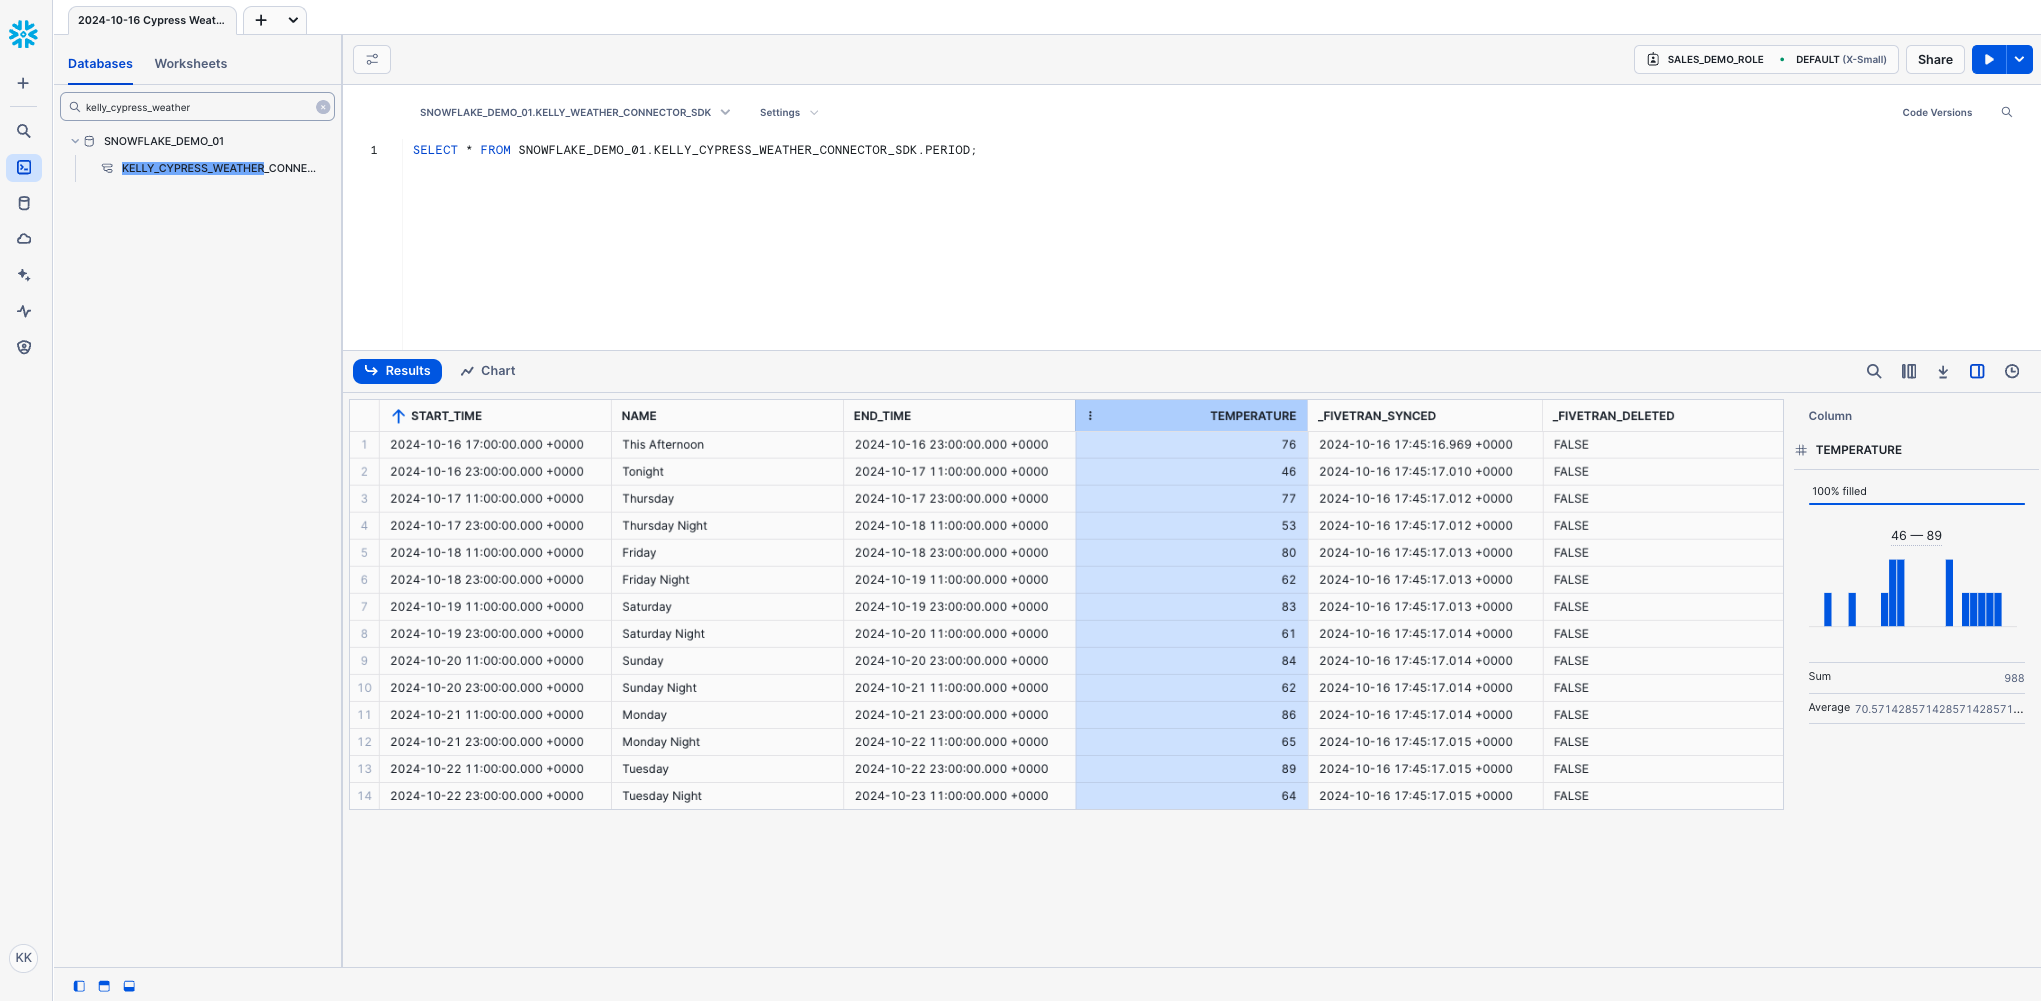 2024-10-16 Cypress Weat...
Databases Worksheets
SALES_DEMO_ROLE • DEFAULT (X-Small) Share
kelly_cypress_weather
SNOWFLAKE_DEMO_01
KELLY_CYPRESS_WEATHER_CONNE...
SNOWFLAKE_DEMO_01.KELLY_WEATHER_CONNECTOR_SDK Settings Code Versions
1 SELECT * FROM SNOWFLAKE_DEMO_01.KELLY_CYPRESS_WEATHER_CONNECTOR_SDK.PERIOD;
Results Chart
START_TIME NAME END_TIME TEMPERATURE _FIVETRAN_SYNCED _FIVETRAN_DELETED
1 2024-10-16 17:00:00.000 +0000 This Afternoon 2024-10-16 23:00:00.000 +0000 76 2024-10-16 17:45:16.969 +0000 FALSE
2 2024-10-16 23:00:00.000 +0000 Tonight 2024-10-17 11:00:00.000 +0000 46 2024-10-16 17:45:17.010 +0000 FALSE
3 2024-10-17 11:00:00.000 +0000 Thursday 2024-10-17 23:00:00.000 +0000 77 2024-10-16 17:45:17.012 +0000 FALSE
4 2024-10-17 23:00:00.000 +0000 Thursday Night 2024-10-18 11:00:00.000 +0000 53 2024-10-16 17:45:17.012 +0000 FALSE
5 2024-10-18 11:00:00.000 +0000 Friday 2024-10-18 23:00:00.000 +0000 80 2024-10-16 17:45:17.013 +0000 FALSE
6 2024-10-18 23:00:00.000 +0000 Friday Night 2024-10-19 11:00:00.000 +0000 62 2024-10-16 17:45:17.013 +0000 FALSE
7 2024-10-19 11:00:00.000 +0000 Saturday 2024-10-19 23:00:00.000 +0000 83 2024-10-16 17:45:17.013 +0000 FALSE
8 2024-10-19 23:00:00.000 +0000 Saturday Night 2024-10-20 11:00:00.000 +0000 61 2024-10-16 17:45:17.014 +0000 FALSE
9 2024-10-20 11:00:00.000 +0000 Sunday 2024-10-20 23:00:00.000 +0000 84 2024-10-16 17:45:17.014 +0000 FALSE
10 2024-10-20 23:00:00.000 +0000 Sunday Night 2024-10-21 11:00:00.000 +0000 62 2024-10-16 17:45:17.014 +0000 FALSE
11 2024-10-21 11:00:00.000 +0000 Monday 2024-10-21 23:00:00.000 +0000 86 2024-10-16 17:45:17.014 +0000 FALSE
12 2024-10-21 23:00:00.000 +0000 Monday Night 2024-10-22 11:00:00.000 +0000 65 2024-10-16 17:45:17.015 +0000 FALSE
13 2024-10-22 11:00:00.000 +0000 Tuesday 2024-10-22 23:00:00.000 +0000 89 2024-10-16 17:45:17.015 +0000 FALSE
14 2024-10-22 23:00:00.000 +0000 Tuesday Night 2024-10-23 11:00:00.000 +0000 64 2024-10-16 17:45:17.015 +0000 FALSE
Column
# TEMPERATURE
100% filled
46 — 89
Sum 988
Average 70.571428571428571428571...
KK